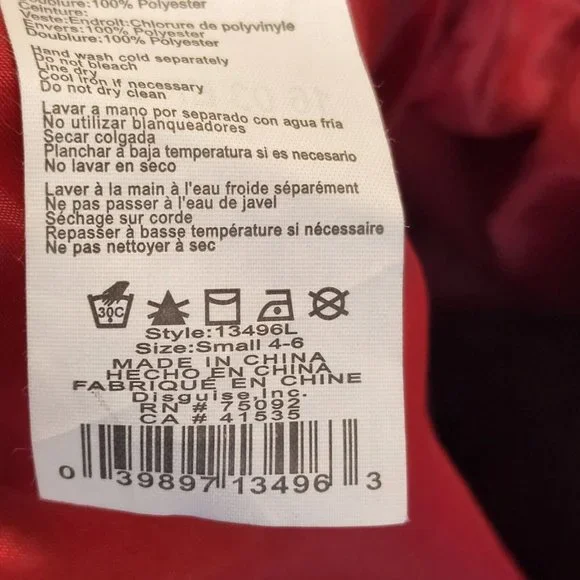 Doublure:100% Polyester
Ceinture:
Veste:Endroit:Chlorure de polyvinyle
Envers:100% Polyester
Doublure:100% Polyester
Hand wash cold separately
Do not bleach
Line dry
Cool iron if necessary
Do not dry clean
Lavar a mano por separado con agua fria
No utilizar blanqueadores
Secar colgada
Planchar a baja temperatura si es necesario
No lavar en seco
Laver à la main à l'eau froide séparément
Ne pas passer à l'eau de javel
Séchage sur corde
Repasser à basse température si nécessaire
Ne pas nettoyer à sec
30C
Style:13496L
Size:Small 4-6
MADE IN CHINA
HECHO EN CHINA
FABRIQUÉ EN CHINE
Disguise,Inc.
RN # 75092
CA # 41535
0 39897 13496 3